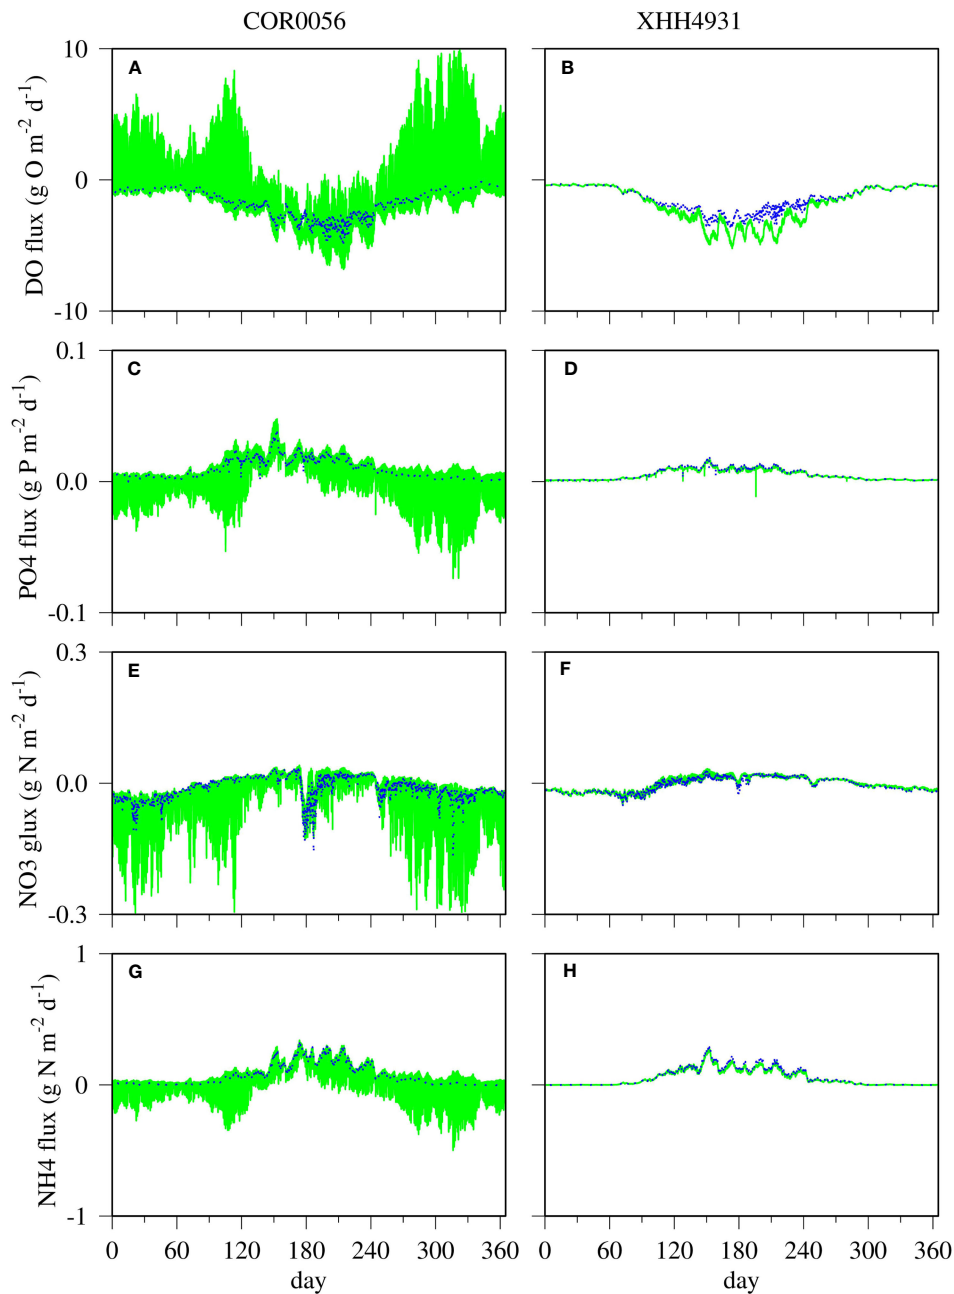 COR0056 XHH4931
10
0
-10
DO flux (g O m⁻² d⁻¹)
A
B
0.1
0.0
-0.1
PO4 flux (g P m⁻² d⁻¹)
C
D
0.3
0.0
-0.3
NO3 glux (g N m⁻² d⁻¹)
E
F
1
0
-1
NH4 flux (g N m⁻² d⁻¹)
G
H
0 60 120 180 240 300 360 0 60 120 180 240 300 360
day day